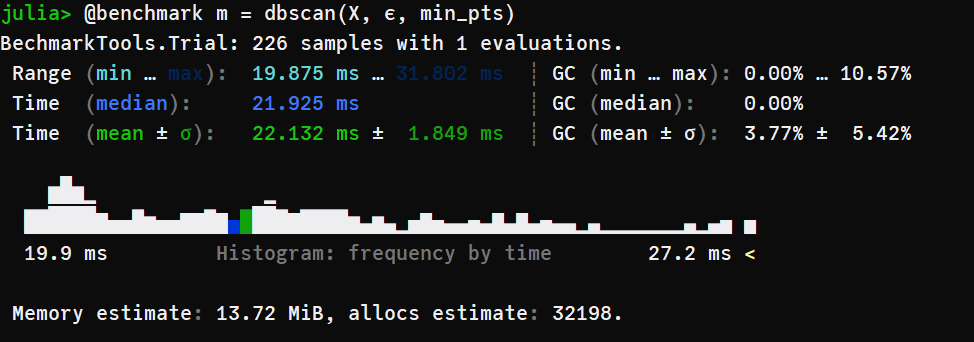 julia> @benchmark m = dbscan(X, ϵ, min_pts)
BechmarkTools.Trial: 226 samples with 1 evaluations.
Range (min … max): 19.875 ms … 31.802 ms ┊ GC (min … max): 0.00% … 10.57%
Time (median): 21.925 ms ┊ GC (median): 0.00%
Time (mean ± σ): 22.132 ms ± 1.849 ms ┊ GC (mean ± σ): 3.77% ± 5.42%
19.9 ms Histogram: frequency by time 27.2 ms <
Memory estimate: 13.72 MiB, allocs estimate: 32198.